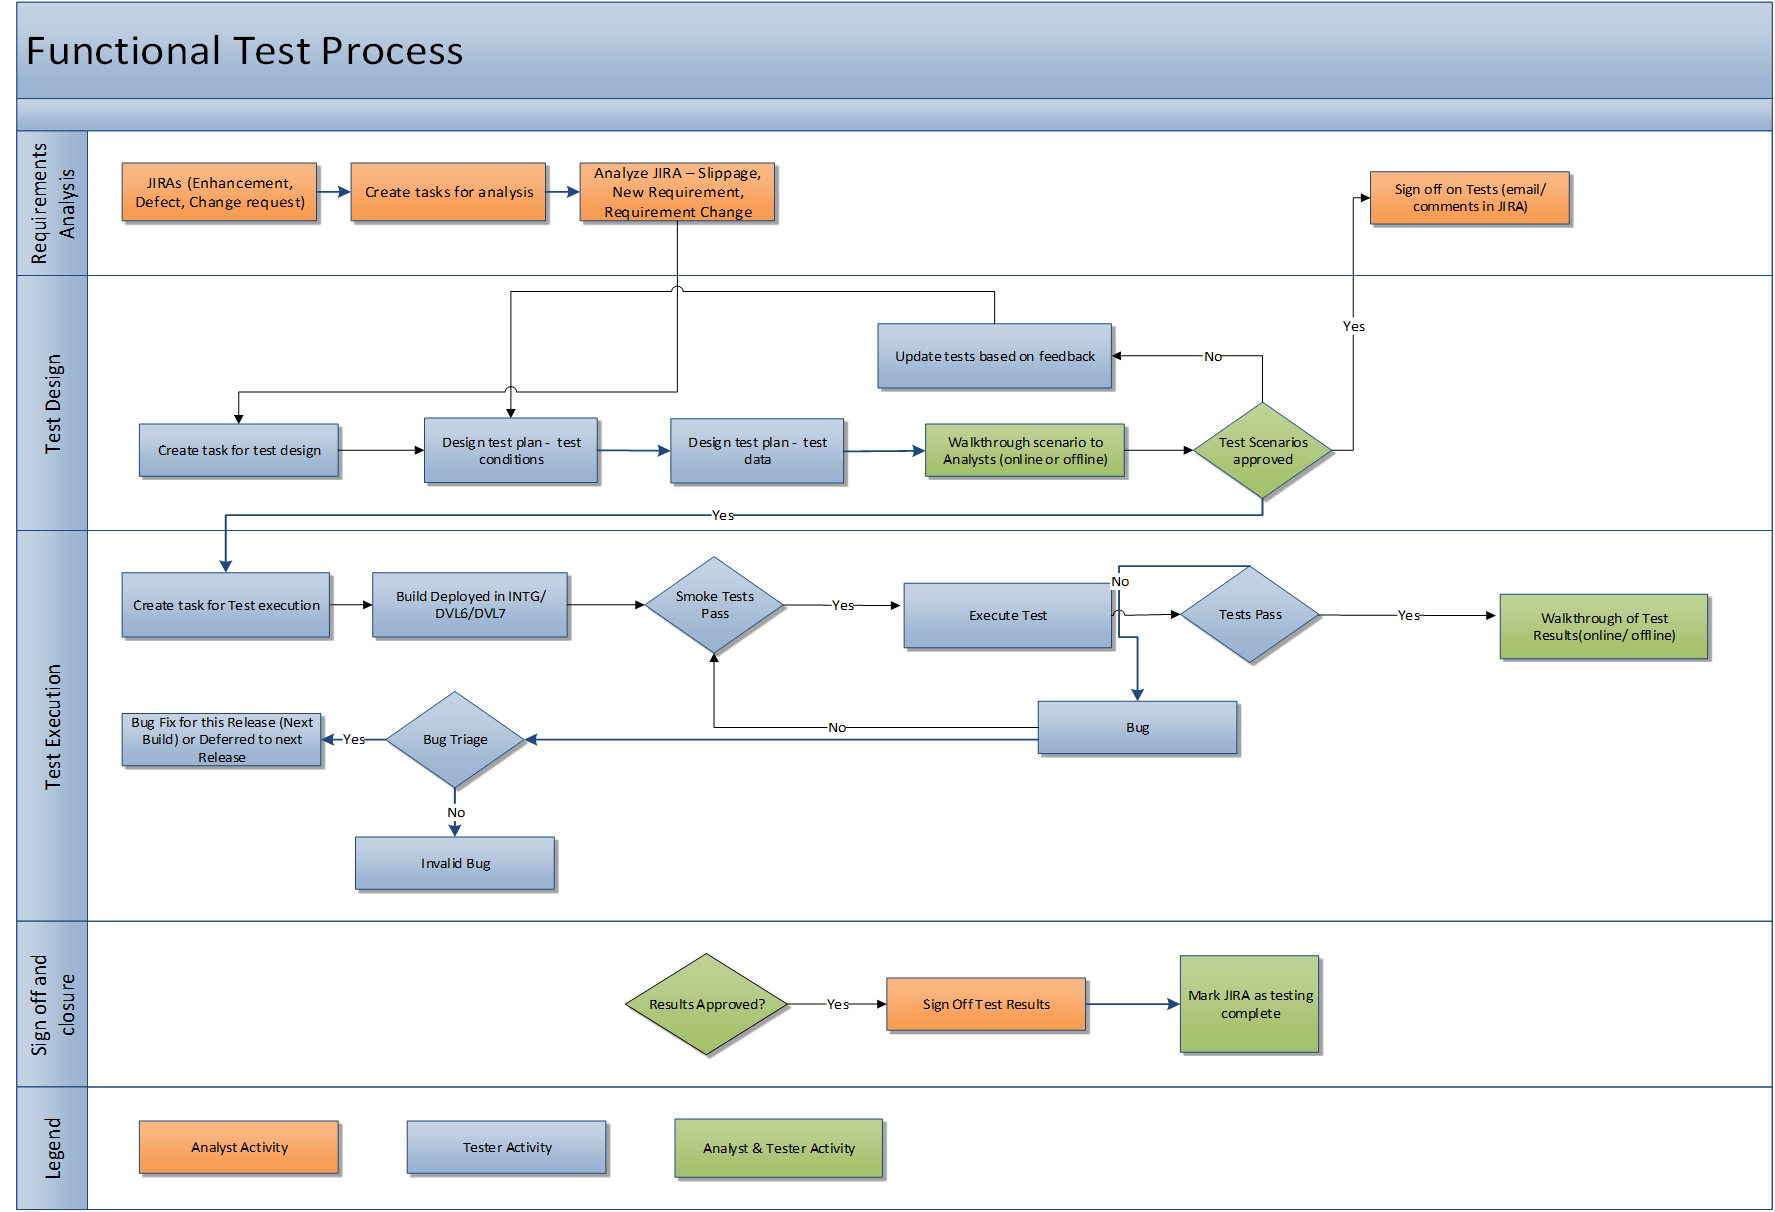 Functional Test Process
Requirements
Analysis
JIRAs (Enhancement,
Defect, Change request)
Create tasks for analysis
Analyze JIRA – Slippage,
New Requirement,
Requirement Change
Sign off on Tests (email/
comments in JIRA)
Yes
Test Design
Update tests based on feedback
No
Create task for test design
Design test plan - test
conditions
Design test plan - test
data
Walkthrough scenario to
Analysts (online or offline)
Test Scenarios
approved
Yes
Test Execution
Create task for Test execution
Build Deployed in INTG/
DVL6/DVL7
Smoke Tests
Pass
Yes
Execute Test
No
Tests Pass
Yes
Walkthrough of Test
Results(online/ offline)
Bug Fix for this Release (Next
Build) or Deferred to next
Release
Yes
Bug Triage
No
Bug
No
Invalid Bug
Sign off and
closure
Results Approved?
Yes
Sign Off Test Results
Mark JIRA as testing
complete
Legend
Analyst Activity
Tester Activity
Analyst & Tester Activity